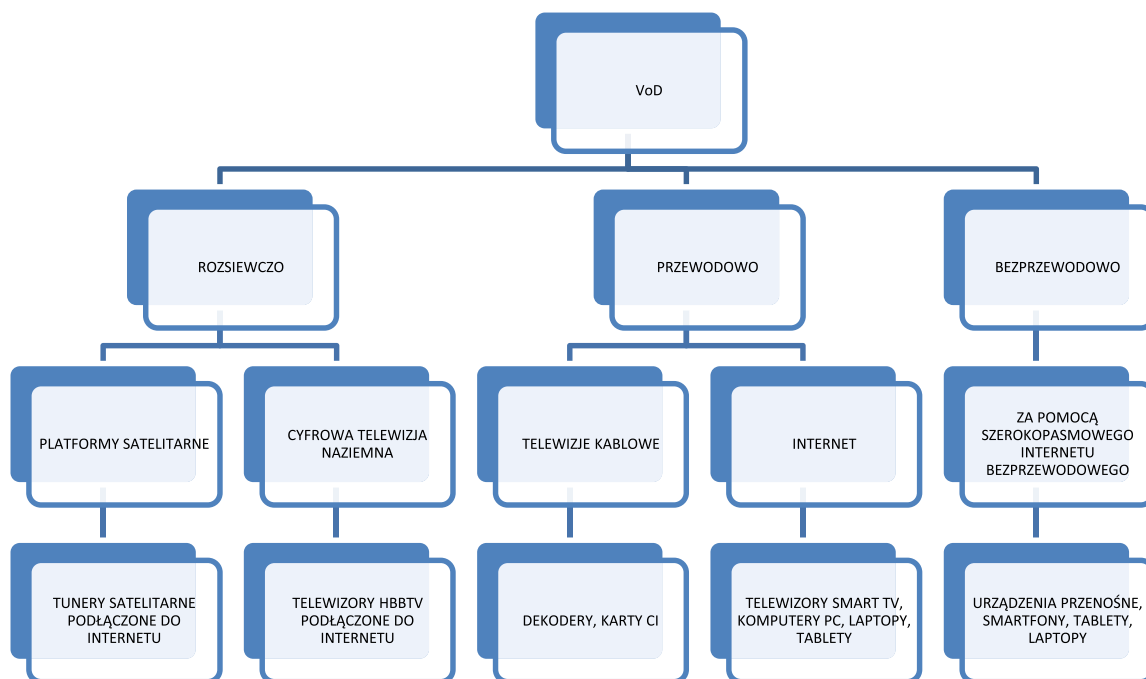 VoD
ROZSIEWCZO
PRZEWODOWO
BEZPRZEWODOWO
PLATFORMY SATELITARNE
CYFROWA TELEWIZJA
NAZIEMNA
TELEWIZJE KABLOWE
INTERNET
ZA POMOCĄ
SZEROKOPASMOWEGO
INTERNETU
BEZPRZEWODOWEGO
TUNERY SATELITARNE
PODŁĄCZONE DO
INTERNETU
TELEWIZORY HBBTV
PODŁĄCZONE DO
INTERNETU
DEKODERY, KARTY CI
TELEWIZORY SMART TV,
KOMPUTERY PC, LAPTOPY,
TABLETY
URZĄDZENIA PRZENOŚNE,
SMARTFONY, TABLETY,
LAPTOPY